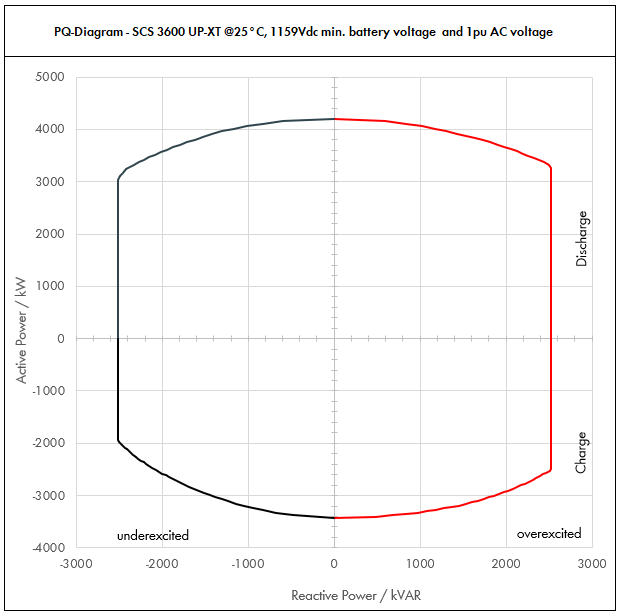 PQ-Diagram - SCS 3600 UP-XT @25°C, 1159Vdc min. battery voltage and 1pu AC voltage
5000
4000
3000
2000
1000
0
-1000
-2000
-3000
-4000
Active Power / kW
Discharge
Charge
underexcited
overexcited
-3000 -2000 -1000 0 1000 2000 3000
Reactive Power / kVAR